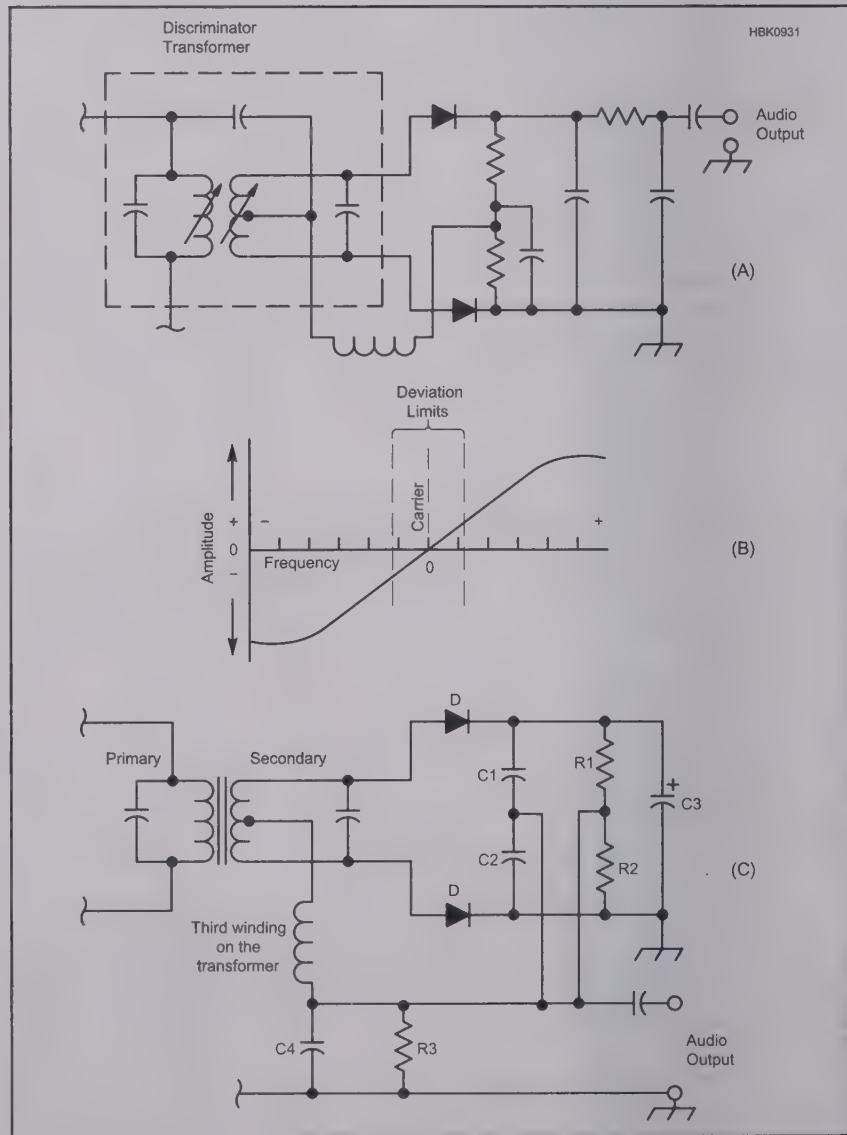 HBK0931
Discriminator
Transformer
Audio
Output
(A)
Deviation
Limits
Carrier
Amplitude
+
0
−
−
+
Frequency
0
(B)
Primary
Secondary
D
C1
R1
+
C3
C2
R2
D
(C)
Third winding
on the
transformer
C4
R3
Audio
Output